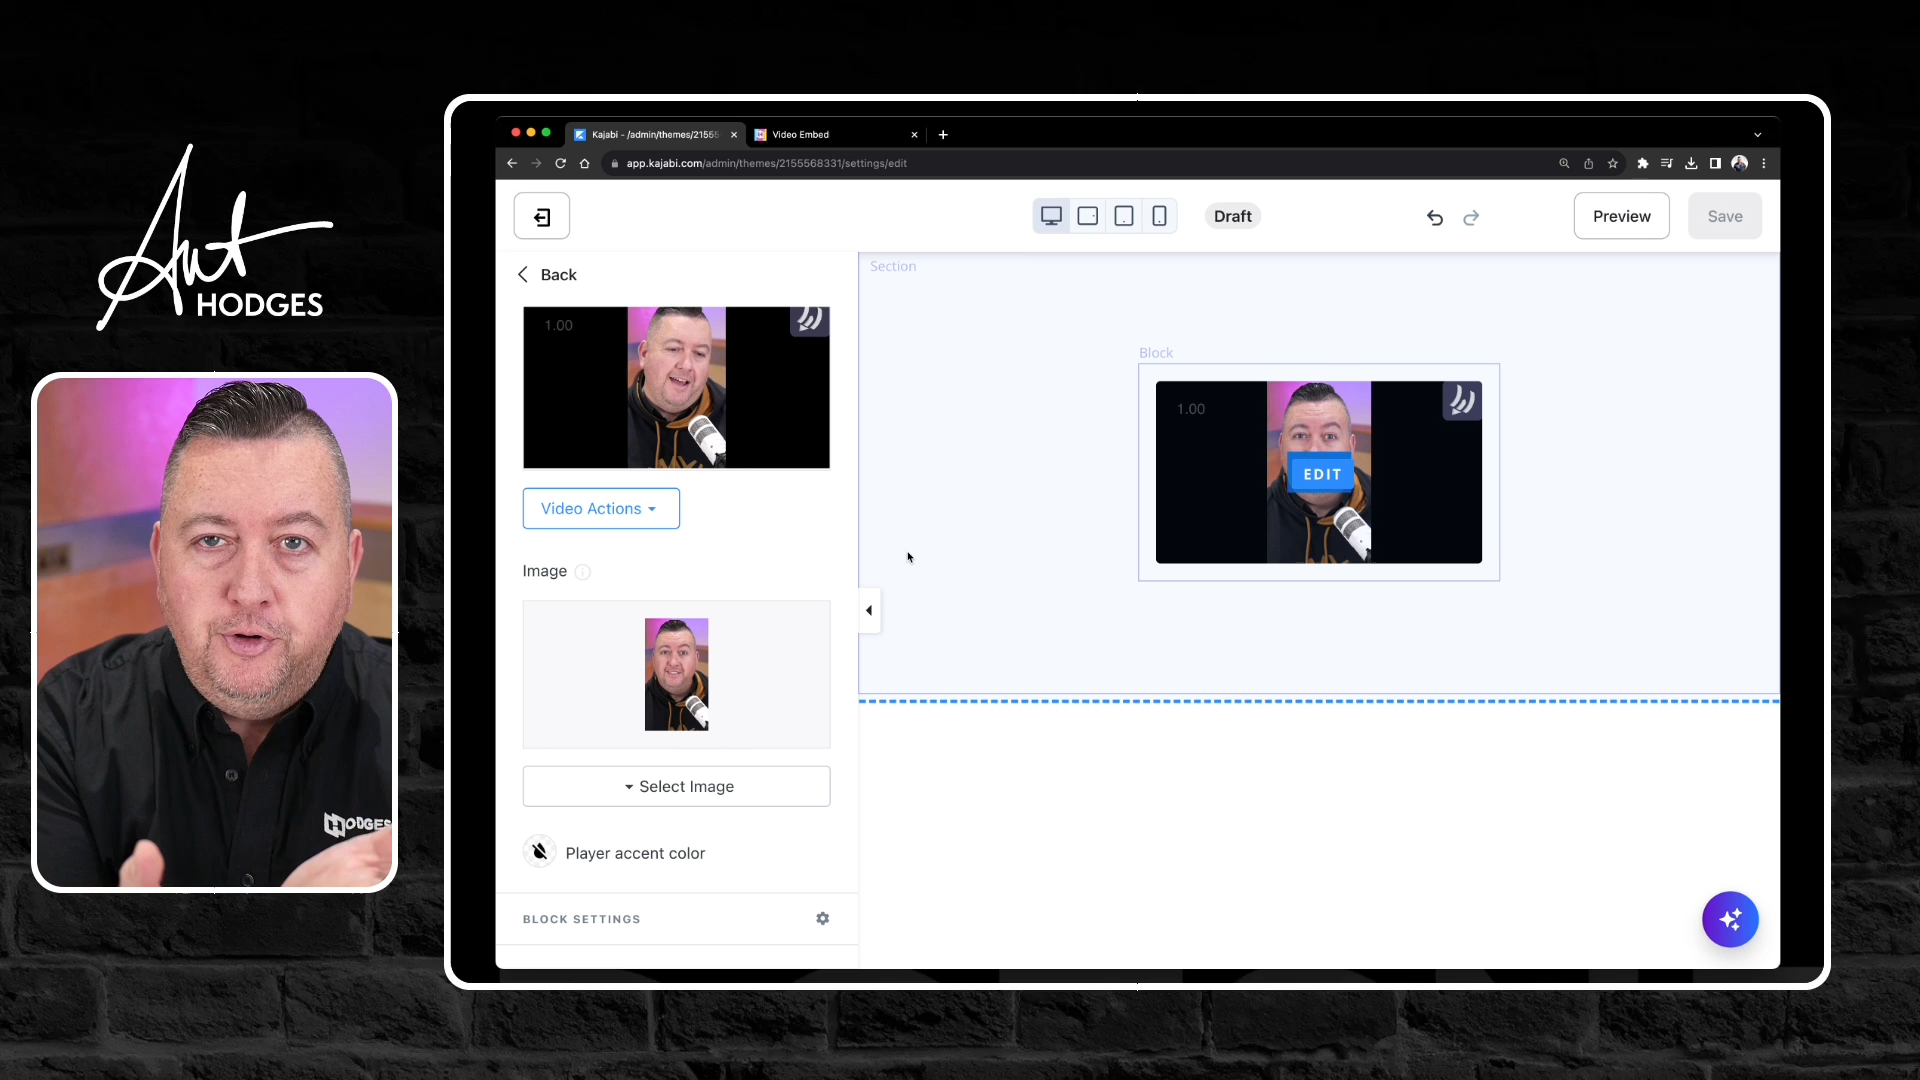 Ant
HODGES
HODGES
Kajabi - /admin/themes/21555
Video Embed
app.kajabi.com/admin/themes/2155568331/settings/edit
Draft
Preview
Save
Back
1.00
Video Actions
Image
Select Image
Player accent color
BLOCK SETTINGS
Section
Block
1.00
EDIT